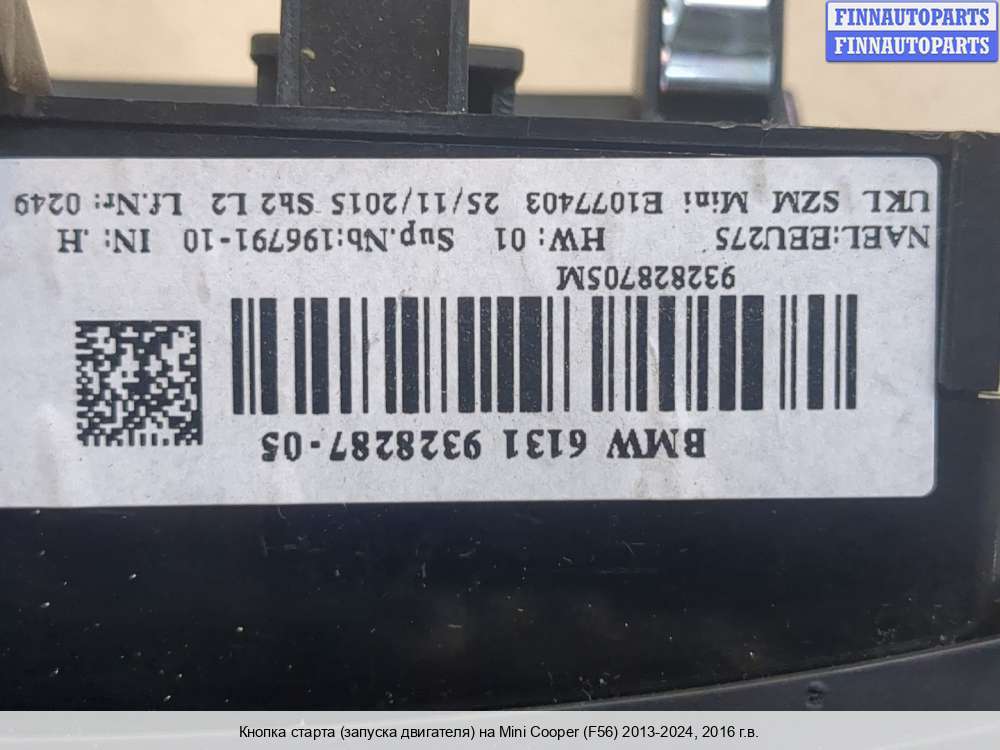 FINNAUTOPARTS
FINNAUTOPARTS
BMW 6131 9328287-05
932828705M
NAEL:EEU275 HW: 01 Sup.Nb:196791-10 IN: H.
UKL SZM Mini E1077403 25/11/2015 Sb2 L2 Lf.Nr: 0249
Кнопка старта (запуска двигателя) на Mini Cooper (F56) 2013-2024, 2016 г.в.